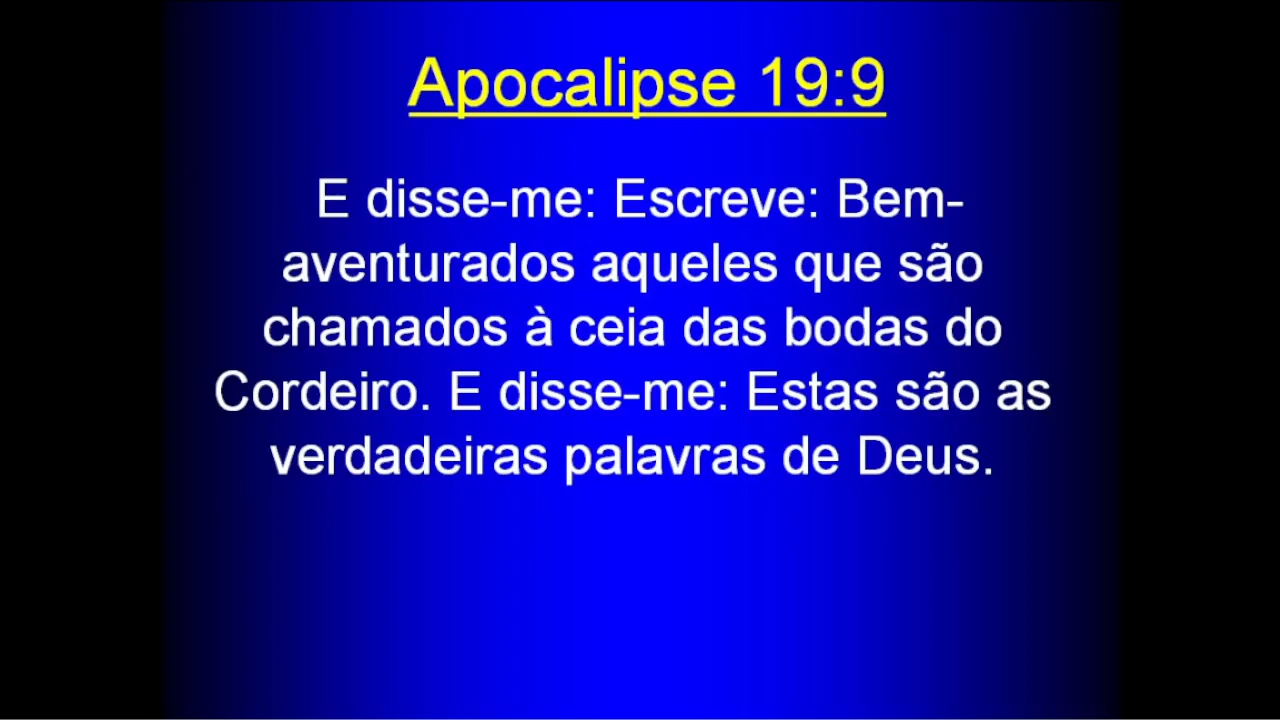 Apocalipse 19:9
E disse-me: Escreve: Bem-
aventurados aqueles que são
chamados à ceia das bodas do
Cordeiro. E disse-me: Estas são as
verdadeiras palavras de Deus.